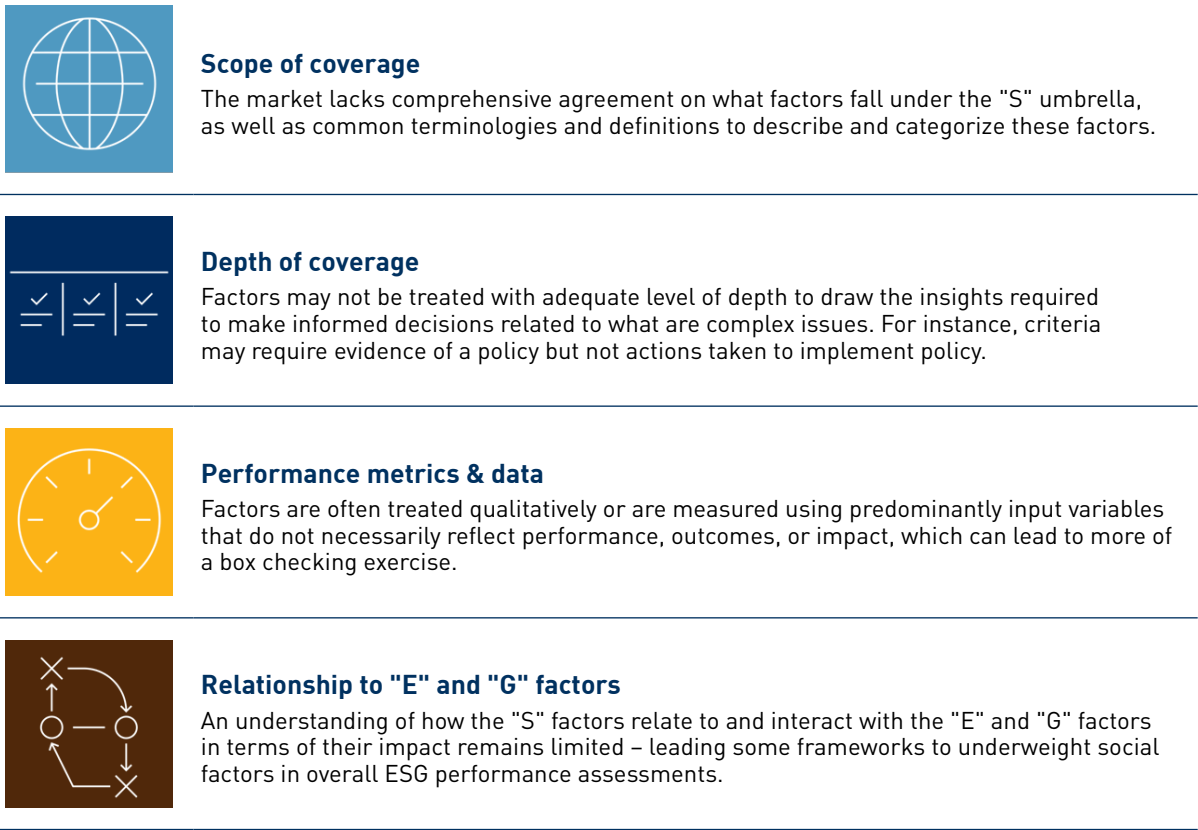 Scope of coverage
The market lacks comprehensive agreement on what factors fall under the "S" umbrella,
as well as common terminologies and definitions to describe and categorize these factors.
Depth of coverage
Factors may not be treated with adequate level of depth to draw the insights required
to make informed decisions related to what are complex issues. For instance, criteria
may require evidence of a policy but not actions taken to implement policy.
Performance metrics & data
Factors are often treated qualitatively or are measured using predominantly input variables
that do not necessarily reflect performance, outcomes, or impact, which can lead to more of
a box checking exercise.
Relationship to "E" and "G" factors
An understanding of how the "S" factors relate to and interact with the "E" and "G" factors
in terms of their impact remains limited – leading some frameworks to underweight social
factors in overall ESG performance assessments.